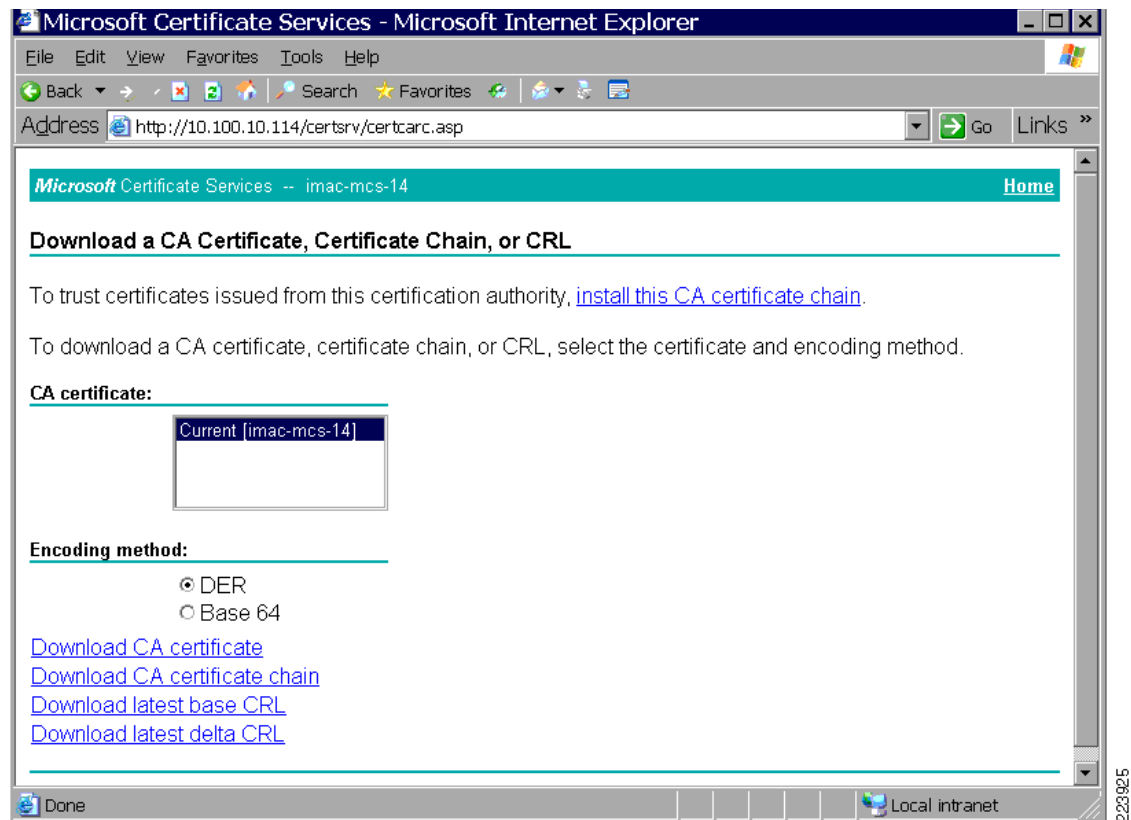 Microsoft Certificate Services - Microsoft Internet Explorer
File Edit View Favorites Tools Help
Back Search Favorites
Address http://10.100.10.114/certsrv/certcarc.asp Go Links »
Microsoft Certificate Services -- imac-mcs-14 Home
Download a CA Certificate, Certificate Chain, or CRL
To trust certificates issued from this certification authority, install this CA certificate chain.
To download a CA certificate, certificate chain, or CRL, select the certificate and encoding method.
CA certificate:
Current [imac-mcs-14]
Encoding method:
DER
Base 64
Download CA certificate
Download CA certificate chain
Download latest base CRL
Download latest delta CRL
Done Local intranet
223925